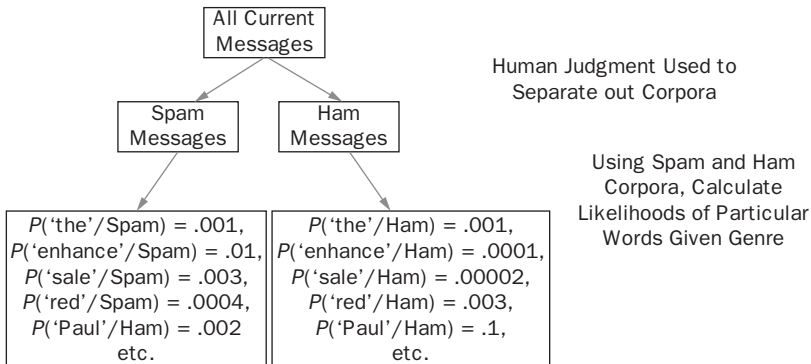 All Current
Messages
Human Judgment Used to
Separate out Corpora
Spam
Messages
Ham
Messages
Using Spam and Ham
Corpora, Calculate
Likelihoods of Particular
Words Given Genre
P(‘the’/Spam) = .001,
P(‘enhance’/Spam) = .01,
P(‘sale’/Spam) = .003,
P(‘red’/Spam) = .0004,
P(‘Paul’/Ham) = .002
etc.
P(‘the’/Ham) = .001,
P(‘enhance’/Ham) = .0001,
P(‘sale’/Ham) = .00002,
P(‘red’/Ham) = .003,
P(‘Paul’/Ham) = .1,
etc.